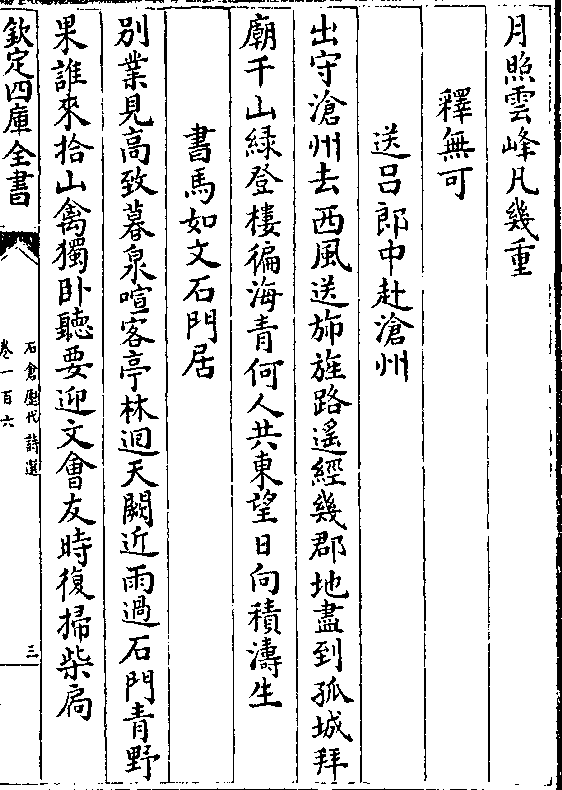 月照雲峰凡幾重
釋無可
送吕郎中赴滄州
出守滄州去西風送斾旌路遙經幾郡地盡到孤城拜
廟千山綠登樓徧海青何人共東望日向積濤生
書馬如文石門居
別業見高致暮泉喧客亭林迴天闕近雨過石門青野
果誰來拾山禽獨卧聽要迎文會友時復掃柴扄
欽定四庫全書
石倉歷代詩選
卷一百六
三